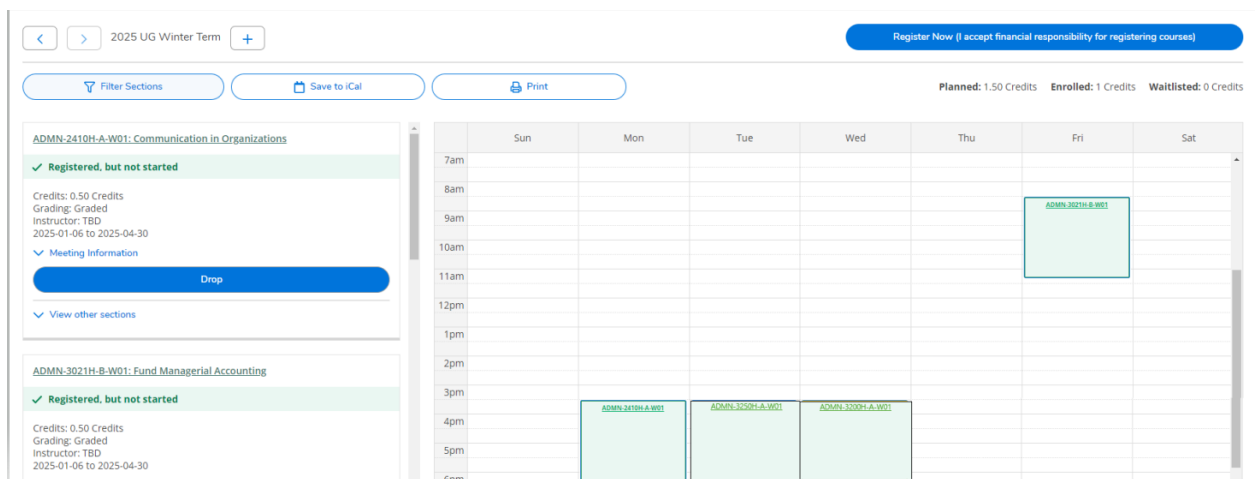 2025 UG Winter Term
Register Now (I accept financial responsibility for registering courses)
Filter Sections
Save to iCal
Print
Planned: 1.50 Credits Enrolled: 1 Credits Waitlisted: 0 Credits
ADMN-2410H-A-W01: Communication in Organizations
Registered, but not started
Credits: 0.50 Credits
Grading: Graded
Instructor: TBD
2025-01-06 to 2025-04-30
Meeting Information
Drop
View other sections
ADMN-3021H-B-W01: Fund Managerial Accounting
Registered, but not started
Credits: 0.50 Credits
Grading: Graded
Instructor: TBD
2025-01-06 to 2025-04-30
Sun Mon Tue Wed Thu Fri Sat
7am
8am
ADMN-3021H-B-W01
9am
10am
11am
12pm
1pm
2pm
3pm
ADMN-2410H-A-W01 ADMN-3250H-A-W01 ADMN-3200H-A-W01
4pm
5pm
6pm